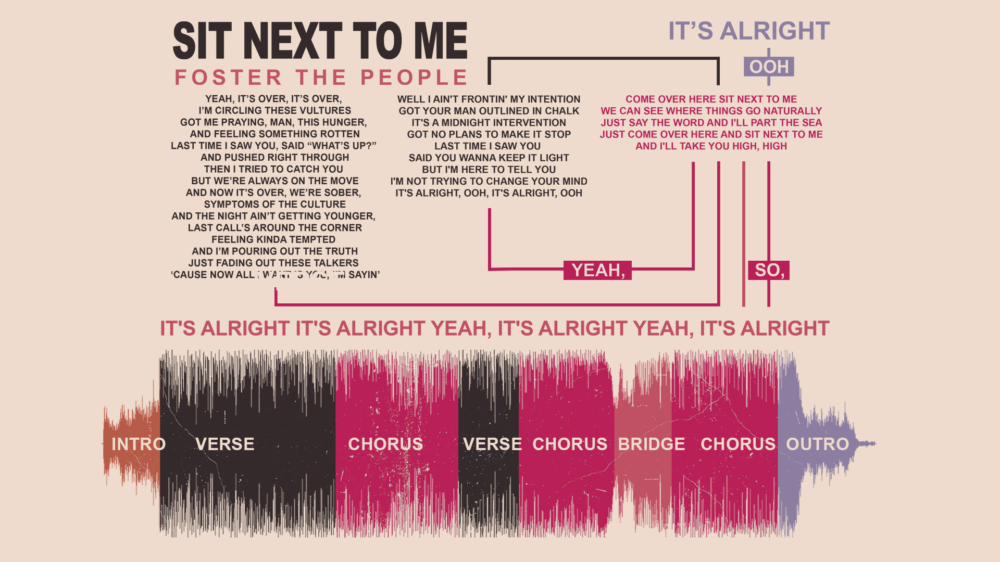 SIT NEXT TO ME
FOSTER THE PEOPLE
YEAH, IT’S OVER, IT’S OVER,
I’M CIRCLING THESE VULTURES
GOT ME PRAYING, MAN, THIS HUNGER,
AND FEELING SOMETHING ROTTEN
LAST TIME I SAW YOU, SAID “WHAT’S UP?”
AND PUSHED RIGHT THROUGH
THEN I TRIED TO CATCH YOU
BUT WE’RE ALWAYS ON THE MOVE
AND NOW IT’S OVER, WE’RE SOBER,
SYMPTOMS OF THE CULTURE
AND THE NIGHT AIN’T GETTING YOUNGER,
LAST CALL’S AROUND THE CORNER
FEELING KINDA TEMPTED
AND I’M POURING OUT THE TRUTH
JUST FADING OUT THESE TALKERS
‘CAUSE NOW ALL I WANT IS YOU, I’M SAYIN’
WELL I AIN'T FRONTIN' MY INTENTION
GOT YOUR MAN OUTLINED IN CHALK
IT'S A MIDNIGHT INTERVENTION
GOT NO PLANS TO MAKE IT STOP
LAST TIME I SAW YOU
SAID YOU WANNA KEEP IT LIGHT
BUT I'M HERE TO TELL YOU
I'M NOT TRYING TO CHANGE YOUR MIND
IT'S ALRIGHT, OOH, IT'S ALRIGHT, OOH
IT’S ALRIGHT
OOH
COME OVER HERE SIT NEXT TO ME
WE CAN SEE WHERE THINGS GO NATURALLY
JUST SAY THE WORD AND I'LL PART THE SEA
JUST COME OVER HERE AND SIT NEXT TO ME
AND I'LL TAKE YOU HIGH, HIGH
YEAH,
SO,
IT'S ALRIGHT IT'S ALRIGHT YEAH, IT'S ALRIGHT YEAH, IT'S ALRIGHT
INTRO VERSE CHORUS VERSE CHORUS BRIDGE CHORUS OUTRO